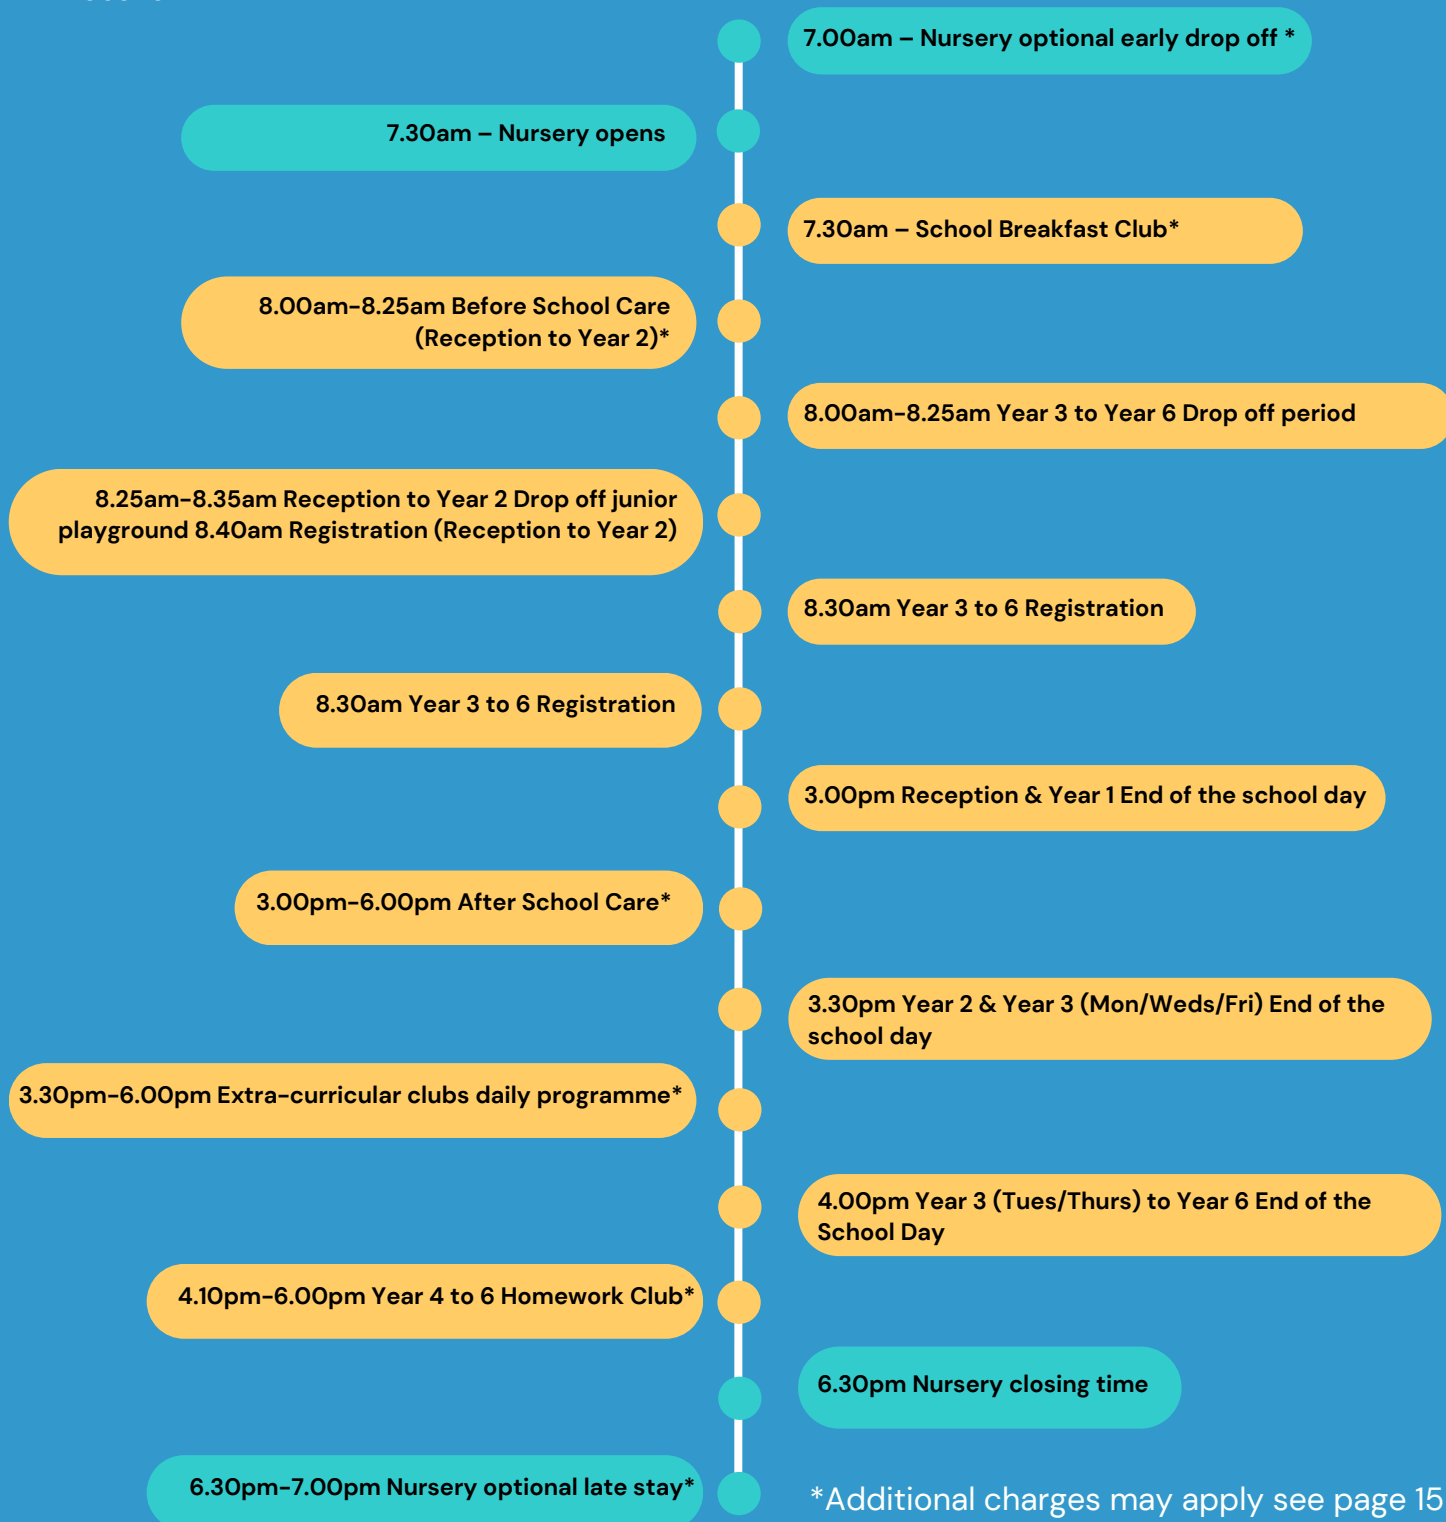 7.00am – Nursery optional early drop off *
7.30am – Nursery opens
7.30am – School Breakfast Club*
8.00am-8.25am Before School Care
(Reception to Year 2)*
8.00am-8.25am Year 3 to Year 6 Drop off period
8.25am-8.35am Reception to Year 2 Drop off junior
playground 8.40am Registration (Reception to Year 2)
8.30am Year 3 to 6 Registration
8.30am Year 3 to 6 Registration
3.00pm Reception & Year 1 End of the school day
3.00pm-6.00pm After School Care*
3.30pm Year 2 & Year 3 (Mon/Weds/Fri) End of the
school day
3.30pm-6.00pm Extra-curricular clubs daily programme*
4.00pm Year 3 (Tues/Thurs) to Year 6 End of the
School Day
4.10pm-6.00pm Year 4 to 6 Homework Club*
6.30pm Nursery closing time
6.30pm-7.00pm Nursery optional late stay*
*Additional charges may apply see page 15